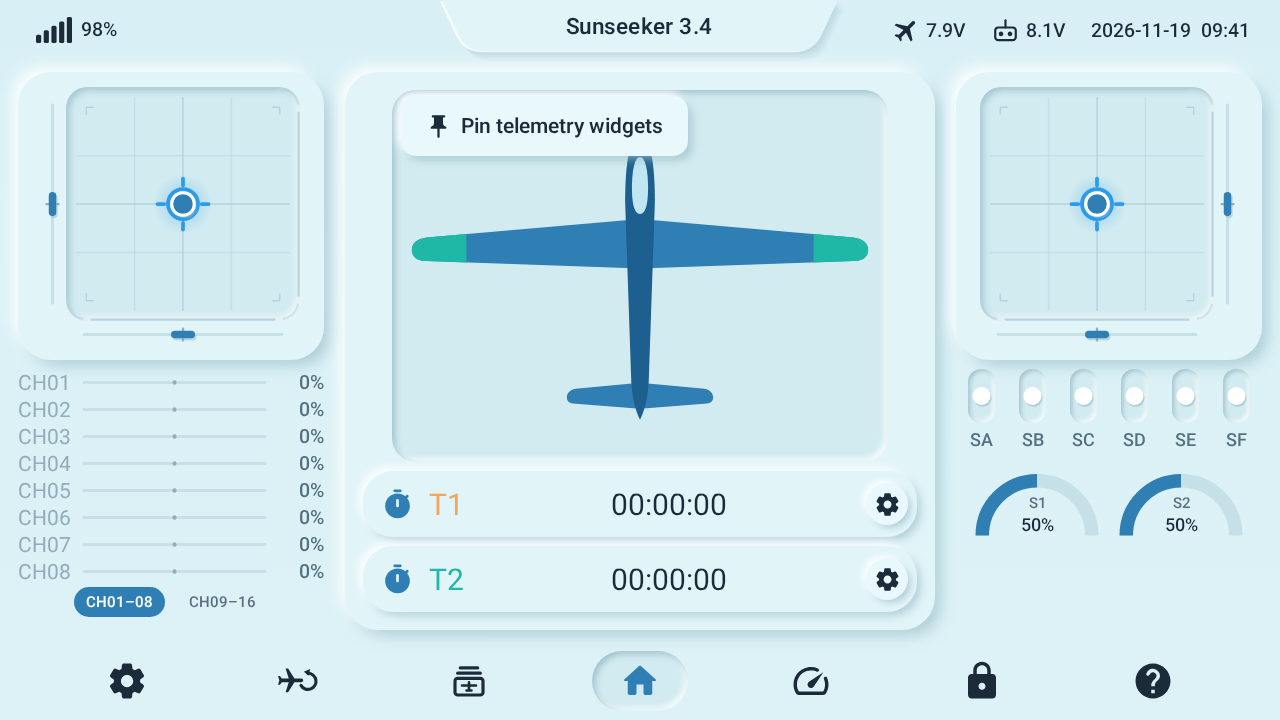 98%
Sunseeker 3.4
7.9V
8.1V
2026-11-19 09:41
Pin telemetry widgets
CH01 0%
CH02 0%
CH03 0%
CH04 0%
CH05 0%
CH06 0%
CH07 0%
CH08 0%
CH01–08 CH09–16
T1 00:00:00
T2 00:00:00
SA SB SC SD SE SF
S1
50%
S2
50%